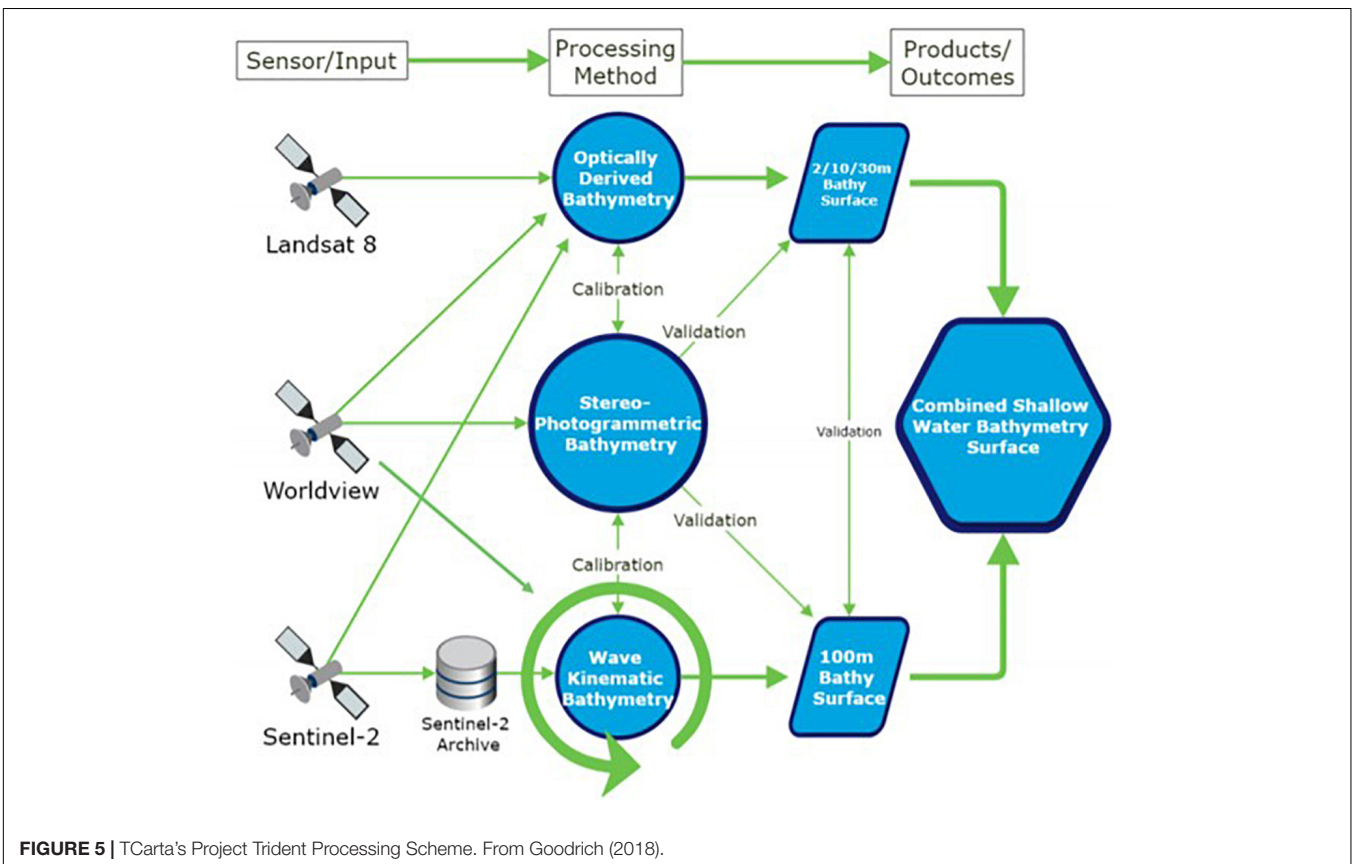 Sensor/Input
Processing
Method
Products/
Outcomes
Landsat 8
Optically
Derived
Bathymetry
2/10/30m
Bathy
Surface
Calibration
Validation
Worldview
Stereo-
Photogrammetric
Bathymetry
Validation
Combined Shallow
Water Bathymetry
Surface
Validation
Calibration
Sentinel-2
Sentinel-2
Archive
Wave
Kinematic
Bathymetry
100m
Bathy
Surface
FIGURE 5 | TCarta's Project Trident Processing Scheme. From Goodrich (2018).